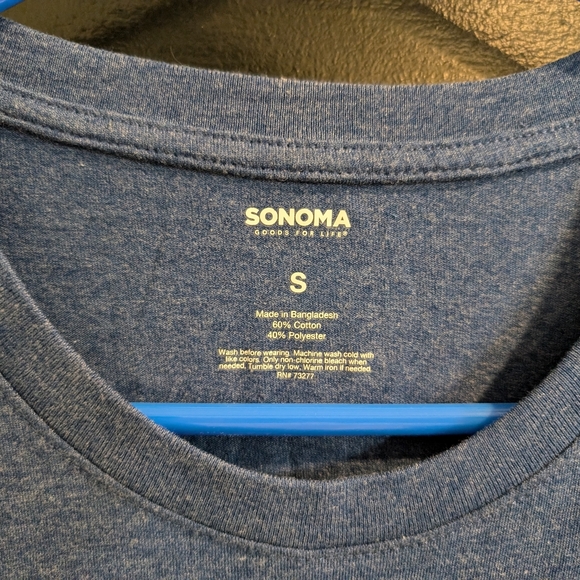 SONOMA
GOODS FOR LIFE®
S
Made in Bangladesh
60% Cotton
40% Polyester
Wash before wearing. Machine wash cold with
like colors. Only non-chlorine bleach when
needed. Tumble dry low. Warm iron if needed.
RN# 73277